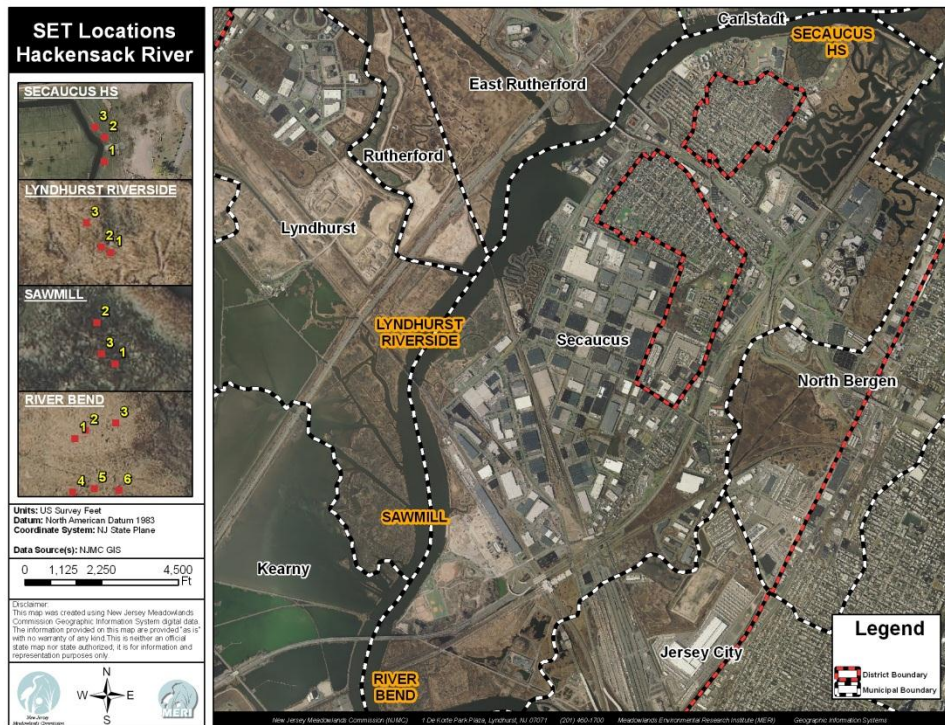 SET Locations
Hackensack River
SECAUCUS HS
3
2
1
LYNDHURST RIVERSIDE
3
2
1
SAWMILL
2
3
1
RIVER BEND
1
2
3
4
5
6
Units: US Survey Feet
Datum: North American Datum 1983
Coordinate System: NJ State Plane
Data Source(s): NJMC GIS
0 1,125 2,250 4,500
Ft
Disclaimer:
This map was created using New Jersey Meadowlands
Commission Geographic Information System digital data.
The information provided on this map are provided "as is"
with no warranty of any kind. This is neither an official
state map nor state authorized, it is for information and
representation purposes only
N
W E
S
New Jersey
Meadowlands Commission
MERI
Carlstadt
SECAUCUS
HS
East Rutherford
Rutherford
Lyndhurst
LYNDHURST
RIVERSIDE
Secaucus
North Bergen
SAWMILL
Kearny
Jersey City
RIVER
BEND
Legend
District Boundary
Municipal Boundary
New Jersey Meadowlands Commission (NJMC) 1 De Korte Park Plaza, Lyndhurst, NJ 07071 (201) 460-1700 Meadowlands Environmental Research Institute (MERI) Geographic Information Systems